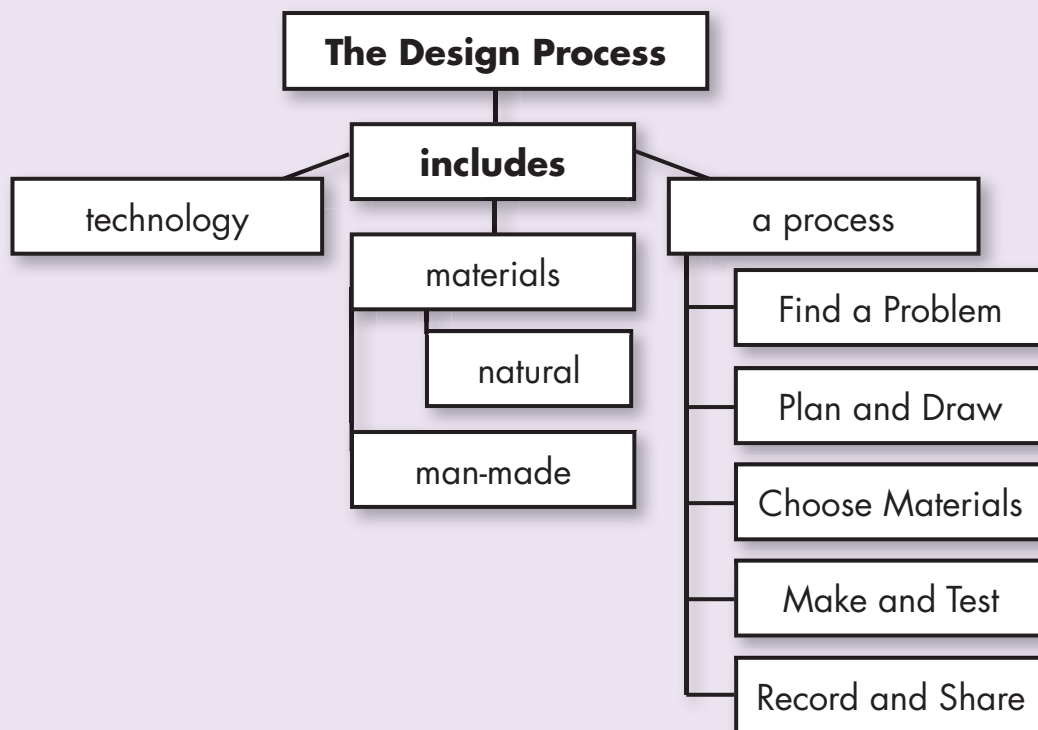 The Design Process
includes
technology
a process
materials
natural
man-made
Find a Problem
Plan and Draw
Choose Materials
Make and Test
Record and Share